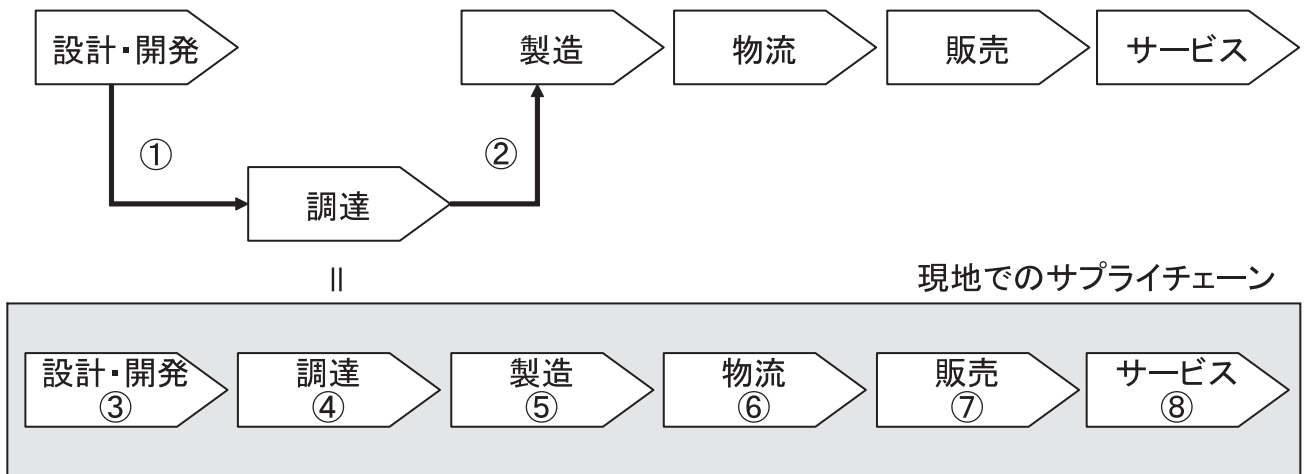 設計・開発
製造
物流
販売
サービス
①
②
調達
=
現地でのサプライチェーン
設計・開発
③
調達
④
製造
⑤
物流
⑥
販売
⑦
サービス
⑧